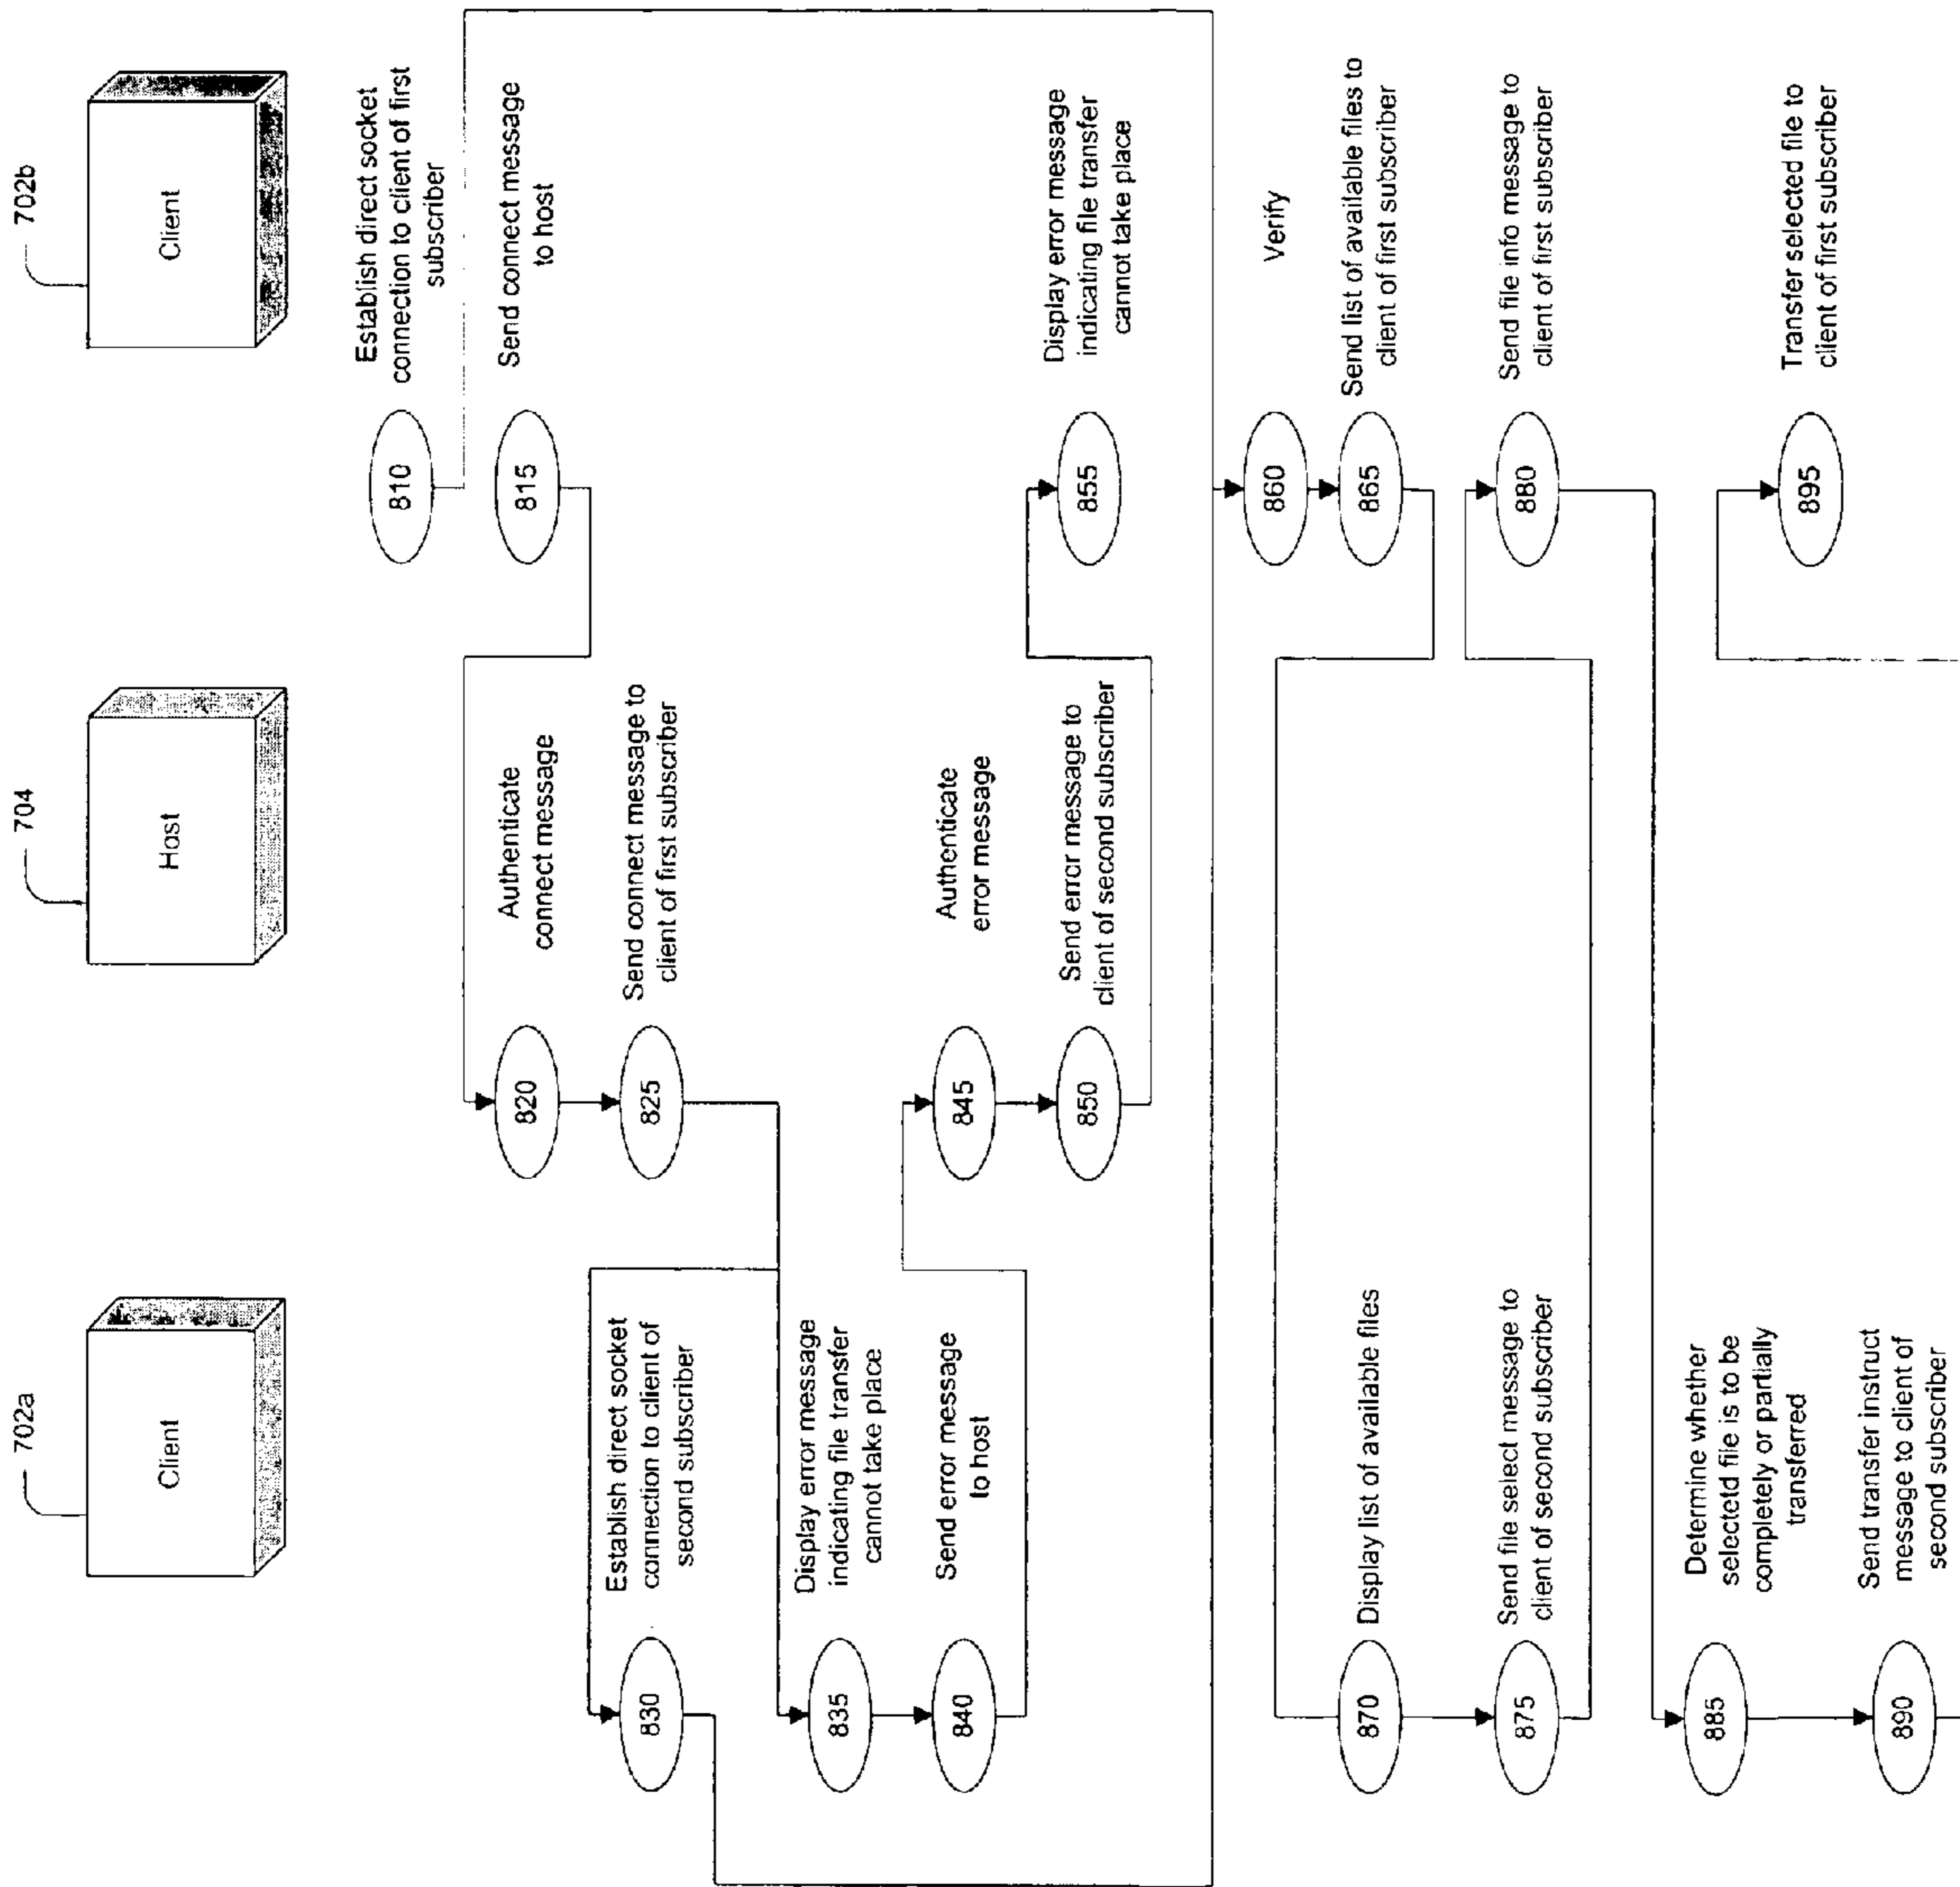 702a
Client
704
Host
702b
Client
810
Establish direct socket
connection to client of first
subscriber
815
Send connect message
to host
820
Authenticate
connect message
825
Send connect message to
client of first subscriber
830
Establish direct socket
connection to client of
second subscriber
835
Display error message
indicating file transfer
cannot take place
840
Send error message
to host
845
Authenticate
error message
850
Send error message to
client of second subscriber
855
Display error message
indicating file transfer
cannot take place
860
Verify
865
Send list of available files to
client of first subscriber
870
Display list of available files
875
Send file select message to
client of second subscriber
880
Send file info message to
client of first subscriber
885
Determine whether
selectetd file is to be
completely or partially
transferred
890
Send transfer instruct
message to client of
second subscriber
895
Transfer selected file to
client of first subscriber